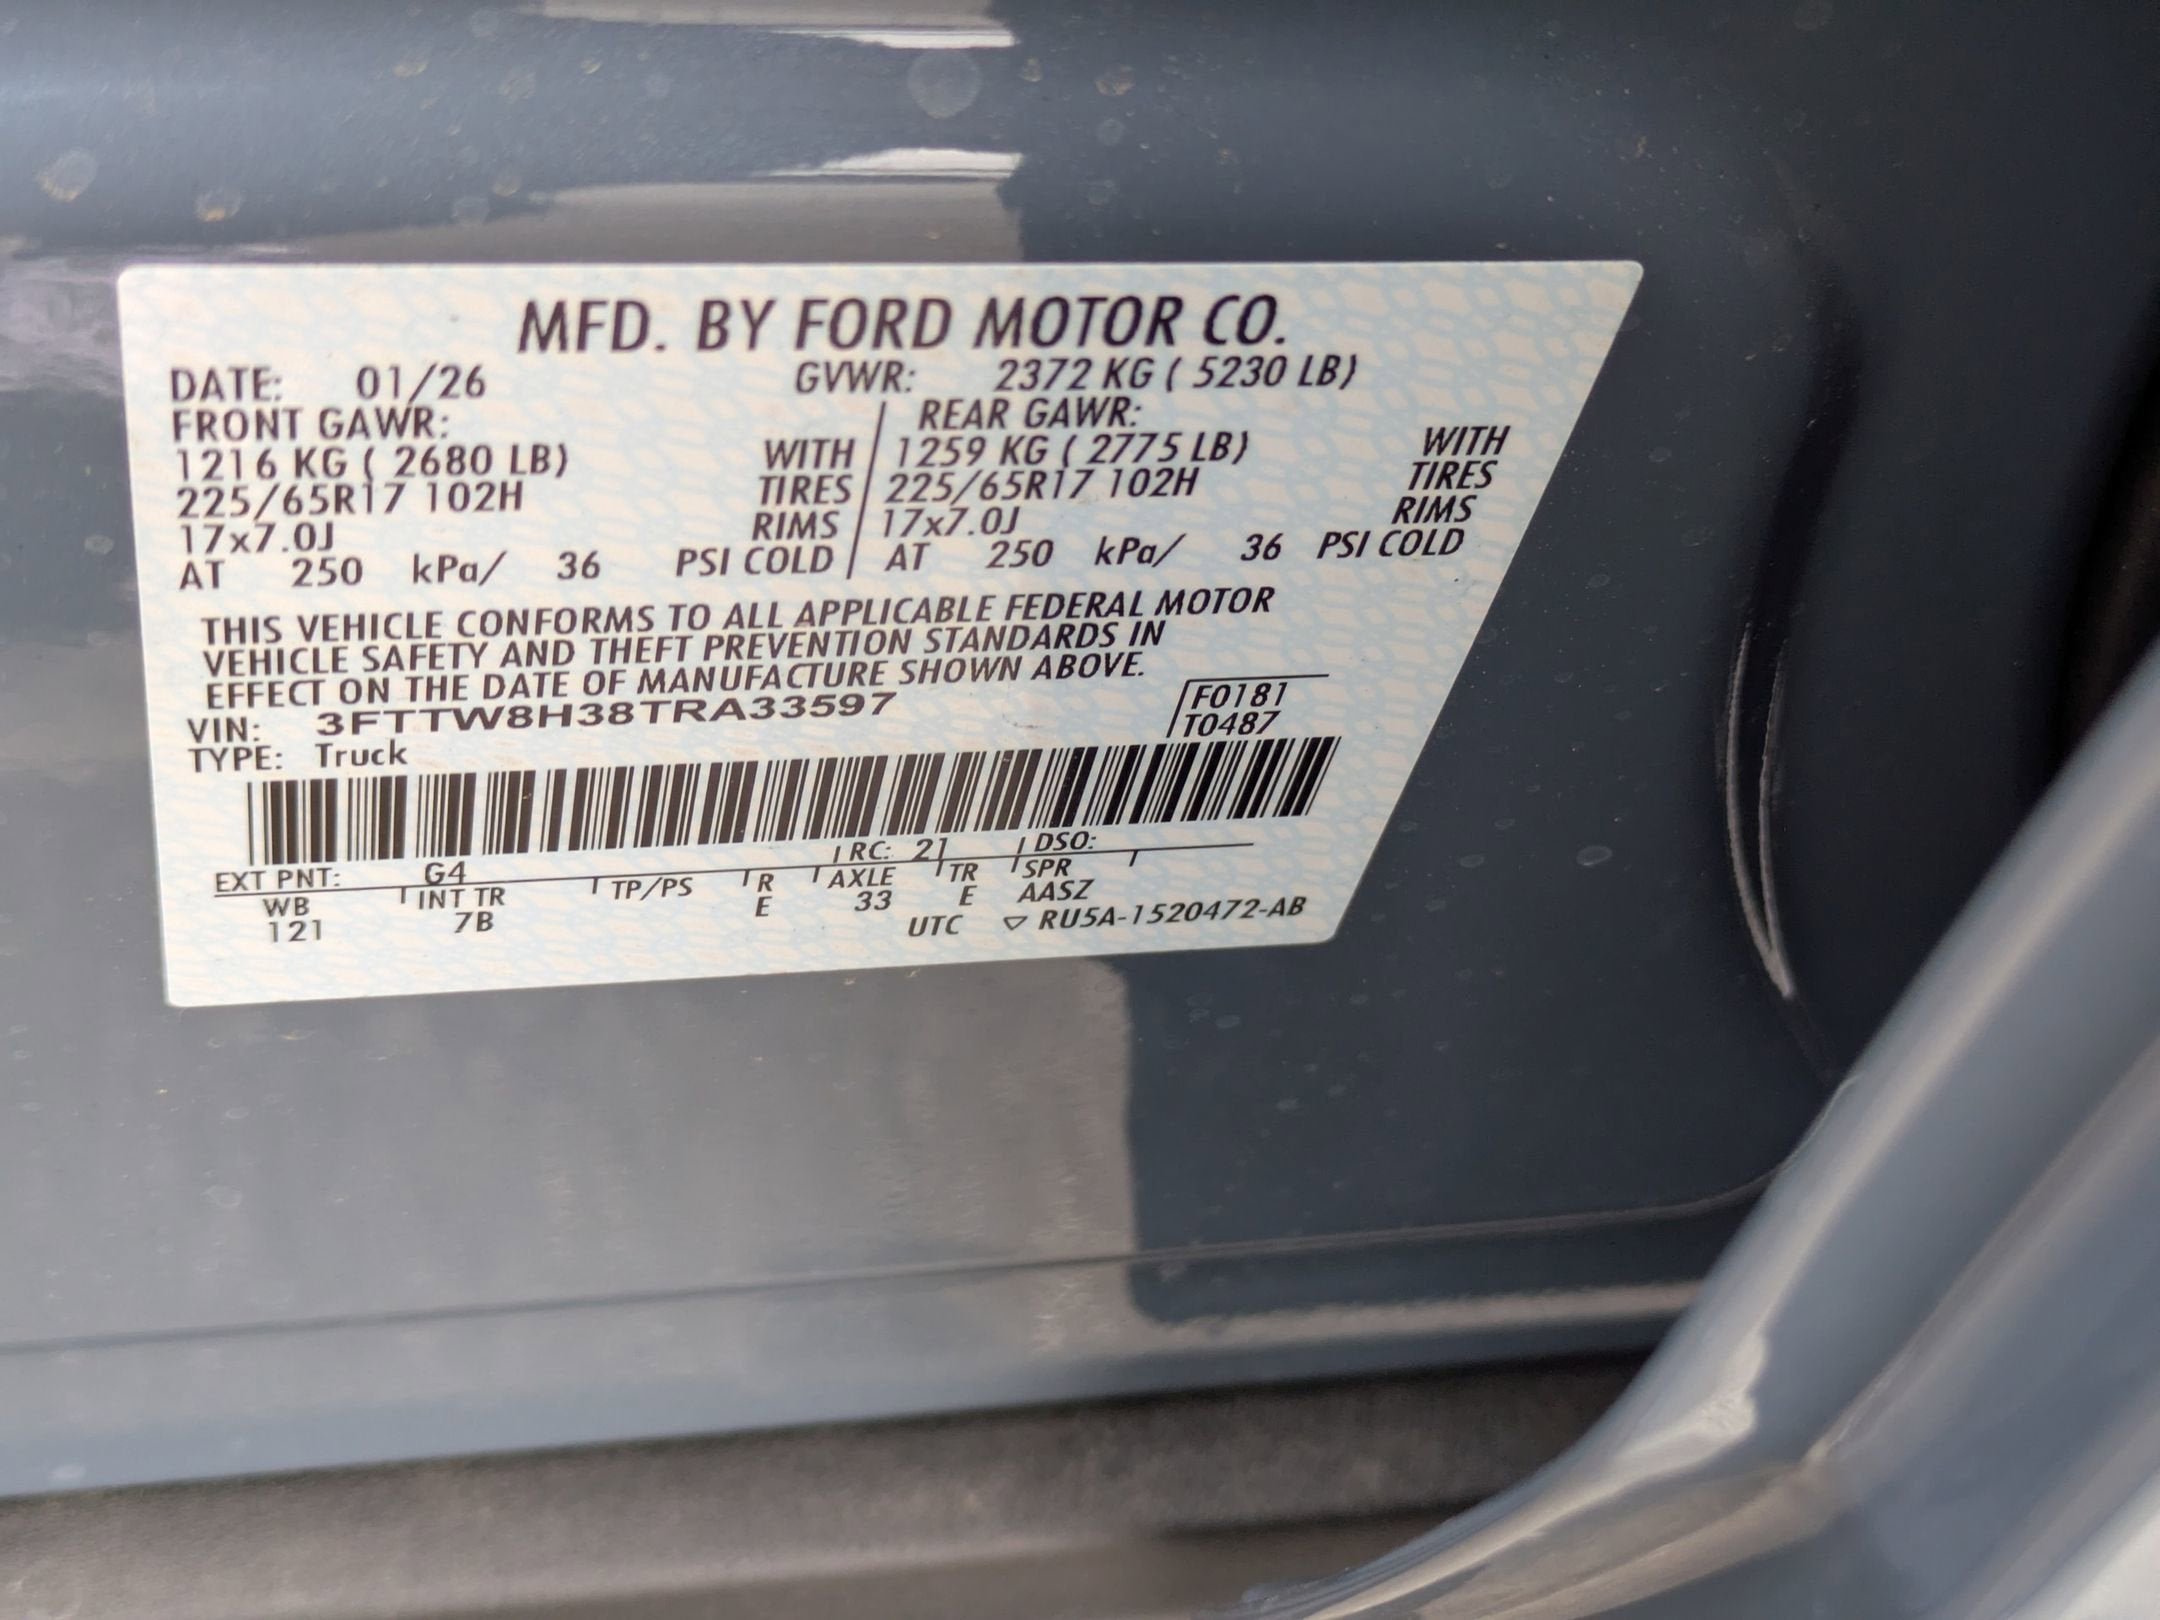 MFD. BY FORD MOTOR CO.
DATE: 01/26 GVWR: 2372 KG ( 5230 LB)
FRONT GAWR: REAR GAWR:
1216 KG ( 2680 LB) WITH 1259 KG ( 2775 LB) WITH
225/65R17 102H TIRES 225/65R17 102H TIRES
17x7.0J RIMS 17x7.0J RIMS
AT 250 kPa/ 36 PSI COLD AT 250 kPa/ 36 PSI COLD
THIS VEHICLE CONFORMS TO ALL APPLICABLE FEDERAL MOTOR
VEHICLE SAFETY AND THEFT PREVENTION STANDARDS IN
EFFECT ON THE DATE OF MANUFACTURE SHOWN ABOVE.
VIN: 3FTTW8H38TRA33597 F0181
TYPE: Truck T0487
EXT PNT: G4 RC: 21 DSO:
WB INT TR TP/PS R AXLE TR SPR
121 7B E 33 E AASZ
UTC ▽ RU5A-1520472-AB